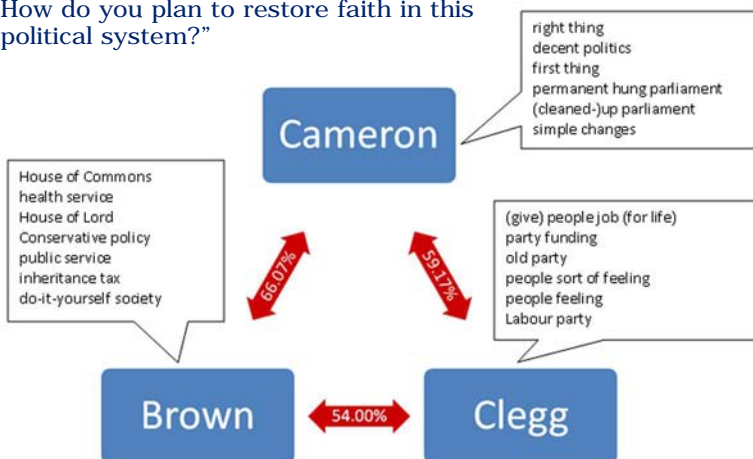 How do you plan to restore faith in this
political system?”
right thing
decent politics
first thing
permanent hung parliament
(cleaned-)up parliament
simple changes
Cameron
House of Commons
health service
House of Lord
Conservative policy
public service
inheritance tax
do-it-yourself society
(give) people job (for life)
party funding
old party
people sort of feeling
people feeling
Labour party
66.07%
59.17%
Brown
54.00%
Clegg